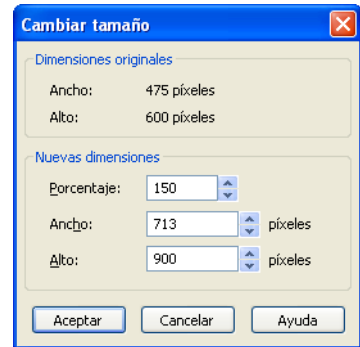 Cambiar tamaño
Dimensiones originales
Ancho: 475 píxeles
Alto: 600 píxeles
Nuevas dimensiones
Porcentaje: 150
Ancho: 713 píxeles
Alto: 900 píxeles
Aceptar Cancelar Ayuda